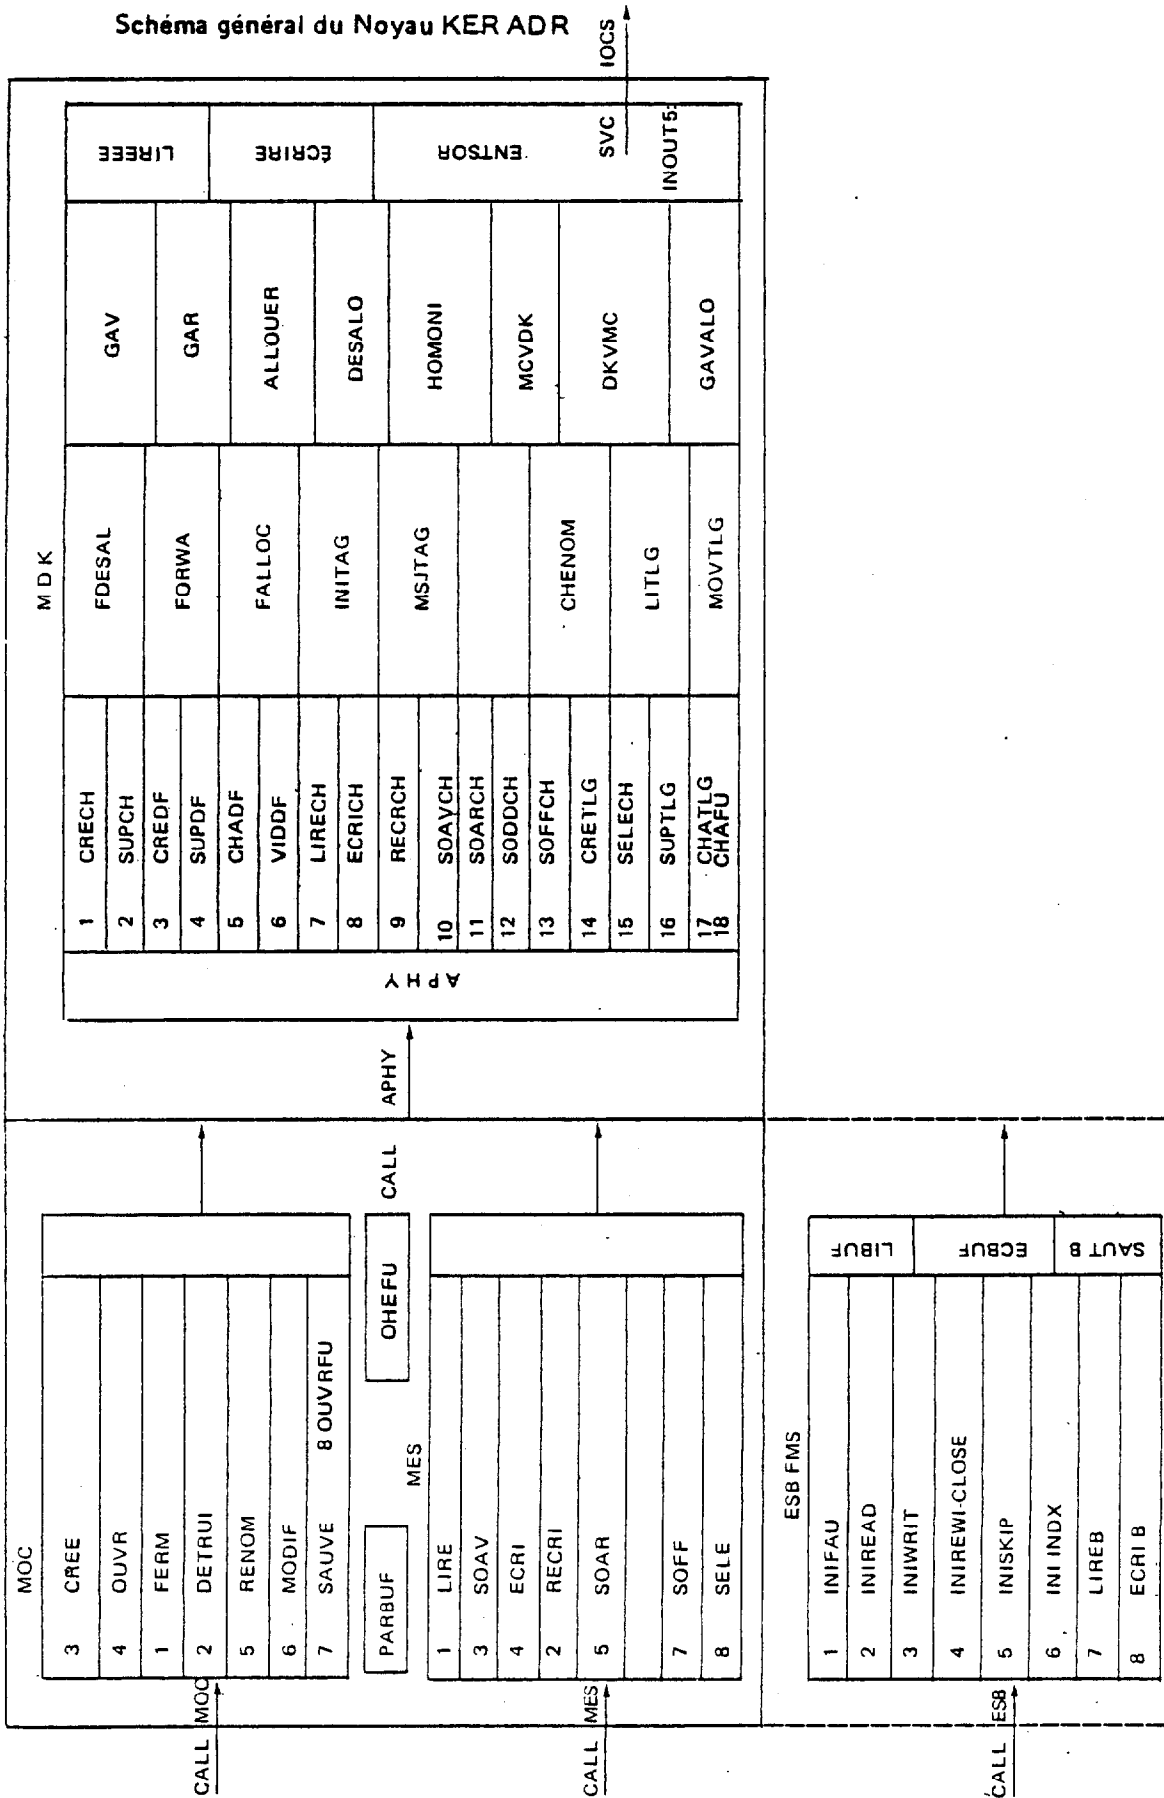 Schéma général du Noyau KER ADR
MOC
3 CREE
4 OUVR
1 FERM
2 DETRUI
5 RENOM
6 MODIF
7 SAUVE 8 OUVRFU
CALL MOC
PARBUF
OHEFU
CALL APHY
MES
1 LIRE
3 SOAV
4 ECRI
2 RECRI
5 SOAR
7 SOFF
8 SELE
CALL MES
ESB FMS
1 INIFAU
2 INIREAD
3 INIWRIT
4 INIREWI-CLOSE
5 INISKIP
6 INI INDX
7 LIREB
8 ECRI B
LIBUF
ECBUF
SAUT B
CALL ESB
MDK
APHY
1 CRECH
2 SUPCH
3 CREDF
4 SUPDF
5 CHADF
6 VIDDF
7 LIRECH
8 ECRICH
9 RECRCH
10 SOAVCH
11 SOARCH
12 SODDCH
13 SOFFCH
14 CRETLG
15 SELECH
16 SUPTLG
17 CHATLG
18 CHAFU
FDESAL
FORWA
FALLOC
INITAG
MSJTAG
CHENOM
LITLG
MOVTLG
GAV
GAR
ALLOUER
DESALO
HOMONI
MCVDK
DKVMC
GAVALO
LIREEE
ÉCRIRE
ENTSOR
SVC IOCS
INOUT5: